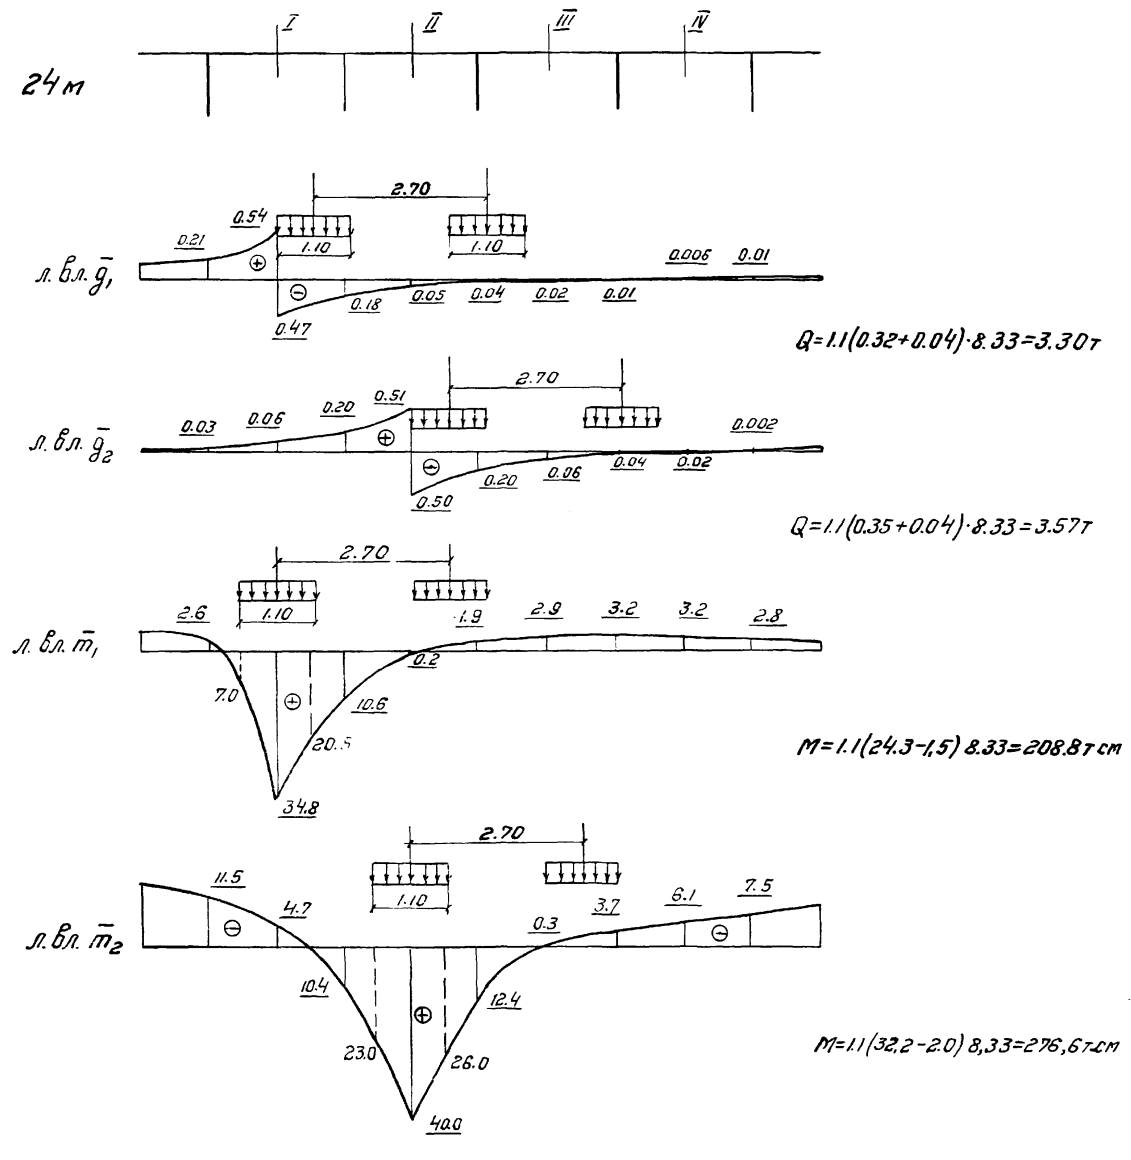 I II III IV
24 м
2.70
0.54
0.21 1.10 1.10 0.006 0.01
л. вл. g̅₁
0.47 0.18 0.05 0.04 0.02 0.01
Q=1.1(0.32+0.04)·8.33=3.30т
2.70
0.03 0.06 0.20 0.51 0.002
л. вл. g̅₂
0.50 0.20 0.06 0.04 0.02
Q=1.1(0.35+0.04)·8.33=3.57т
2.70
2.6 1.10 1.9 2.9 3.2 3.2 2.8
л. вл. m̅₁
0.2
7.0 10.6
20.5
M=1.1(24.3-1,5) 8.33=208.8тсм
34.8
2.70
11.5 4.7 1.10 0.3 3.7 6.1 7.5
л. вл. m̅₂
10.4 12.4
23.0 26.0
M=1.1(32,2-2.0) 8,33=276,6т.см
40.0